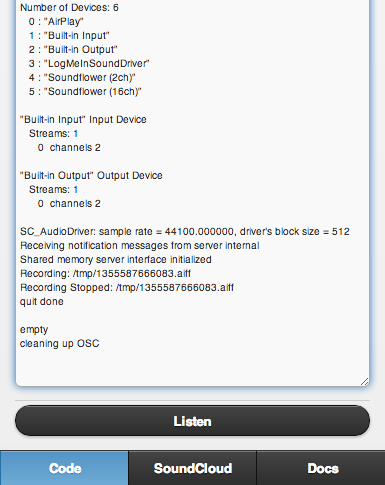 Number of Devices: 6
0 : "AirPlay"
1 : "Built-in Input"
2 : "Built-in Output"
3 : "LogMeInSoundDriver"
4 : "Soundflower (2ch)"
5 : "Soundflower (16ch)"
"Built-in Input" Input Device
Streams: 1
0 channels 2
"Built-in Output" Output Device
Streams: 1
0 channels 2
SC_AudioDriver: sample rate = 44100.000000, driver's block size = 512
Receiving notification messages from server internal
Shared memory server interface initialized
Recording: /tmp/1355587666083.aiff
Recording Stopped: /tmp/1355587666083.aiff
quit done
empty
cleaning up OSC
Listen
Code
SoundCloud
Docs